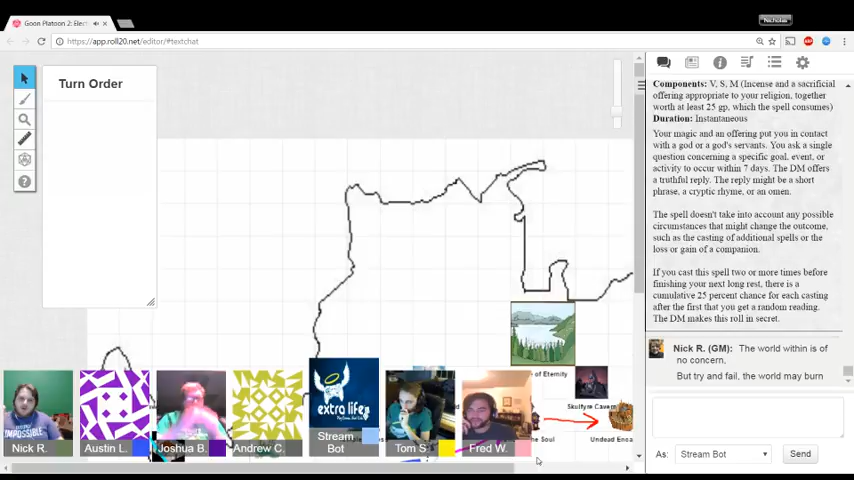 Goon Platoon 2: Elect
Nicholas
https://app.roll20.net/editor/#textchat
Turn Order
Components: V, S, M (Incense and a sacrificial
offering appropriate to your religion, together
worth at least 25 gp, which the spell consumes)
Duration: Instantaneous
Your magic and an offering put you in contact
with a god or a god's servants. You ask a single
question concerning a specific goal, event, or
activity to occur within 7 days. The DM offers
a truthful reply. The reply might be a short
phrase, a cryptic rhyme, or an omen.
The spell doesn't take into account any possible
circumstances that might change the outcome,
such as the casting of additional spells or the
loss or gain of a companion.
If you cast this spell two or more times before
finishing your next long rest, there is a
cumulative 25 percent chance for each casting
after the first that you get a random reading.
The DM makes this roll in secret.
Nick R. (GM): The world within is of
no concern,
But try and fail, the world may burn
As: Stream Bot
Send
of Eternity
Skulfyre Cavern
the Soul
Undead Enca
IMPOSSIBLE
extra life
Nick R.
Austin L.
Joshua B.
Andrew C.
Stream
Bot
Tom S.
Fred W.